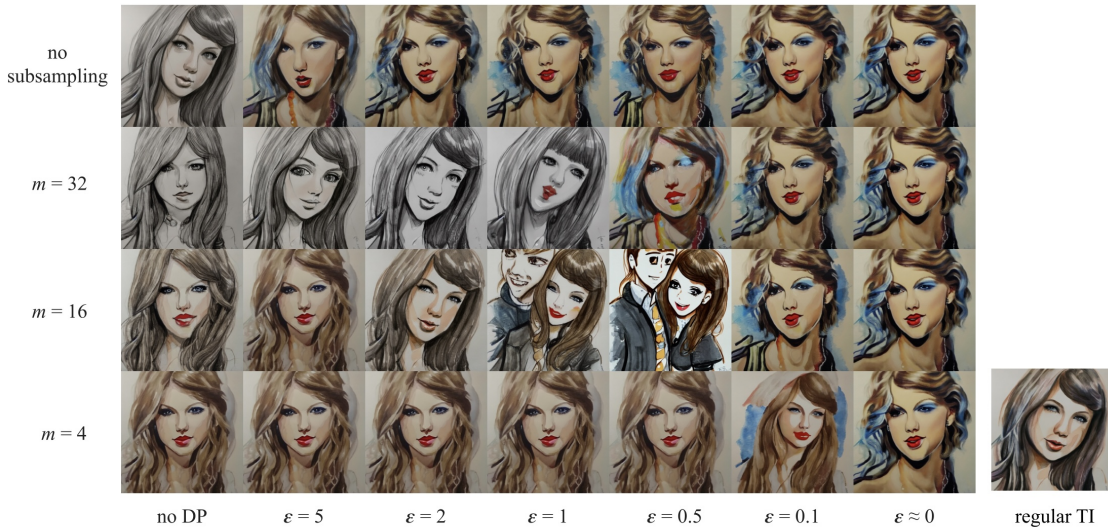 no
subsampling
m = 32
m = 16
m = 4
no DP
ε = 5
ε = 2
ε = 1
ε = 0.5
ε = 0.1
ε ≈ 0
regular TI